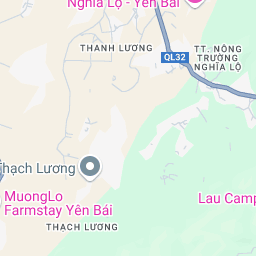 Nghĩa Lộ - Yên Bái
THANH LƯƠNG
QL32
TT. NÔNG
TRƯỜNG
NGHĨA LỘ
Thạch Lương
MuongLo
Farmstay Yên Bái
Lau Camp
THẠCH LƯƠNG